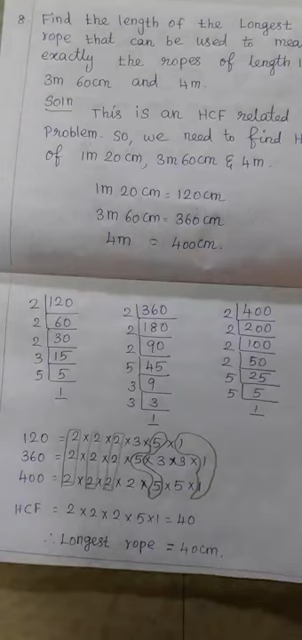 8. Find the length of the Longest
rope that can be used to mea
exactly the ropes of length 1
3m 60cm and 4m.
Soln
This is an HCF related
Problem. So, we need to find H
of 1m 20cm, 3m 60cm & 4m.
1m 20cm = 120cm
3m 60cm = 360cm
4m = 400cm.
2 | 120
2 | 60
2 | 30
3 | 15
5 | 5
1
2 | 360
2 | 180
2 | 90
5 | 45
3 | 9
3 | 3
1
2 | 400
2 | 200
2 | 100
2 | 50
5 | 25
5 | 5
1
120 = 2 × 2 × 2 × 3 × 5 × 1
360 = 2 × 2 × 2 × 5 × 3 × 3 × 1
400 = 2 × 2 × 2 × 2 × 5 × 5 × 1
HCF = 2 × 2 × 2 × 5 × 1 = 40
∴ Longest rope = 40cm.